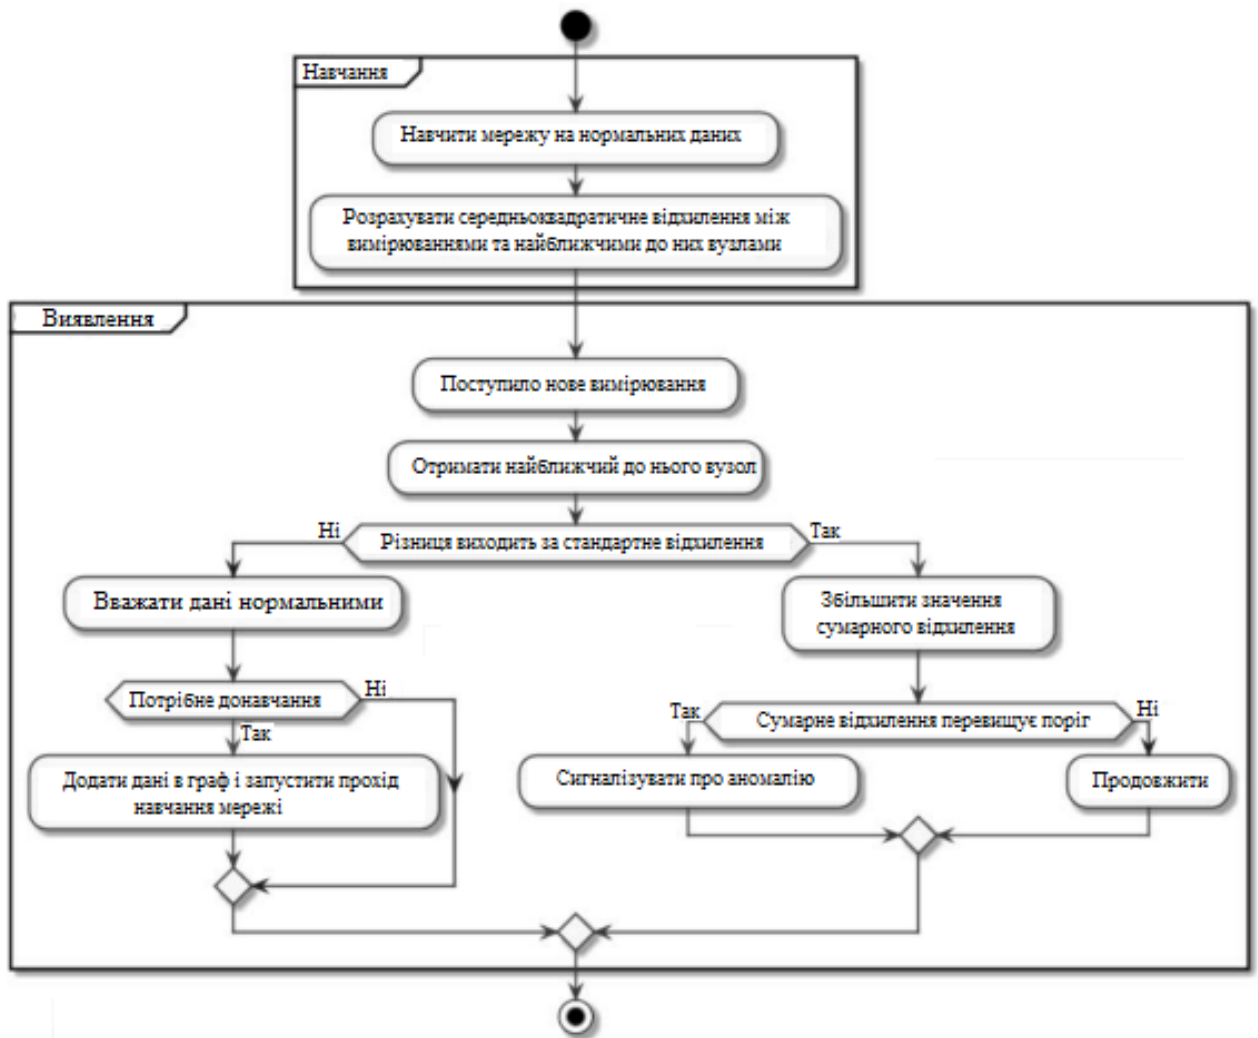 Навчання
Навчити мережу на нормальних даних
Розрахувати середньоквадратичне відхилення між
вимірюваннями та найближчими до них вузлами
Виявлення
Поступило нове вимірювання
Отримати найближчий до нього вузол
Ні
Різниця виходить за стандартне відхилення
Так
Вважати дані нормальними
Збільшити значення
сумарного відхилення
Потрібне донавчання
Ні
Так
Так
Сумарне відхилення перевищує поріг
Ні
Додати дані в граф і запустити прохід
навчання мережі
Сигналізувати про аномалію
Продовжити